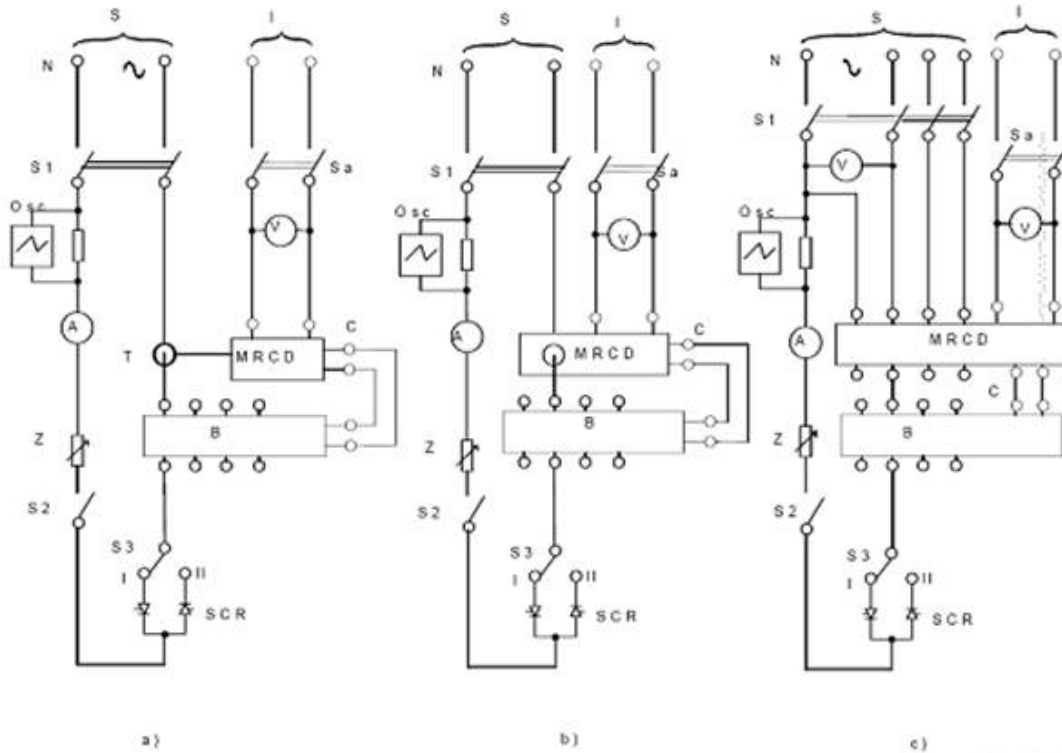 S I
N
S1 Sa
Osc V
A
T MRCD C
B
Z
S2
S3
I II
SCR
a)
S I
N
S1 Sa
Osc V
A
MRCD C
B
Z
S2
S3
I II
SCR
b)
S I
N
S1
V Sa
Osc V
A
MRCD
C
B
Z
S2
S3
I II
SCR
c)